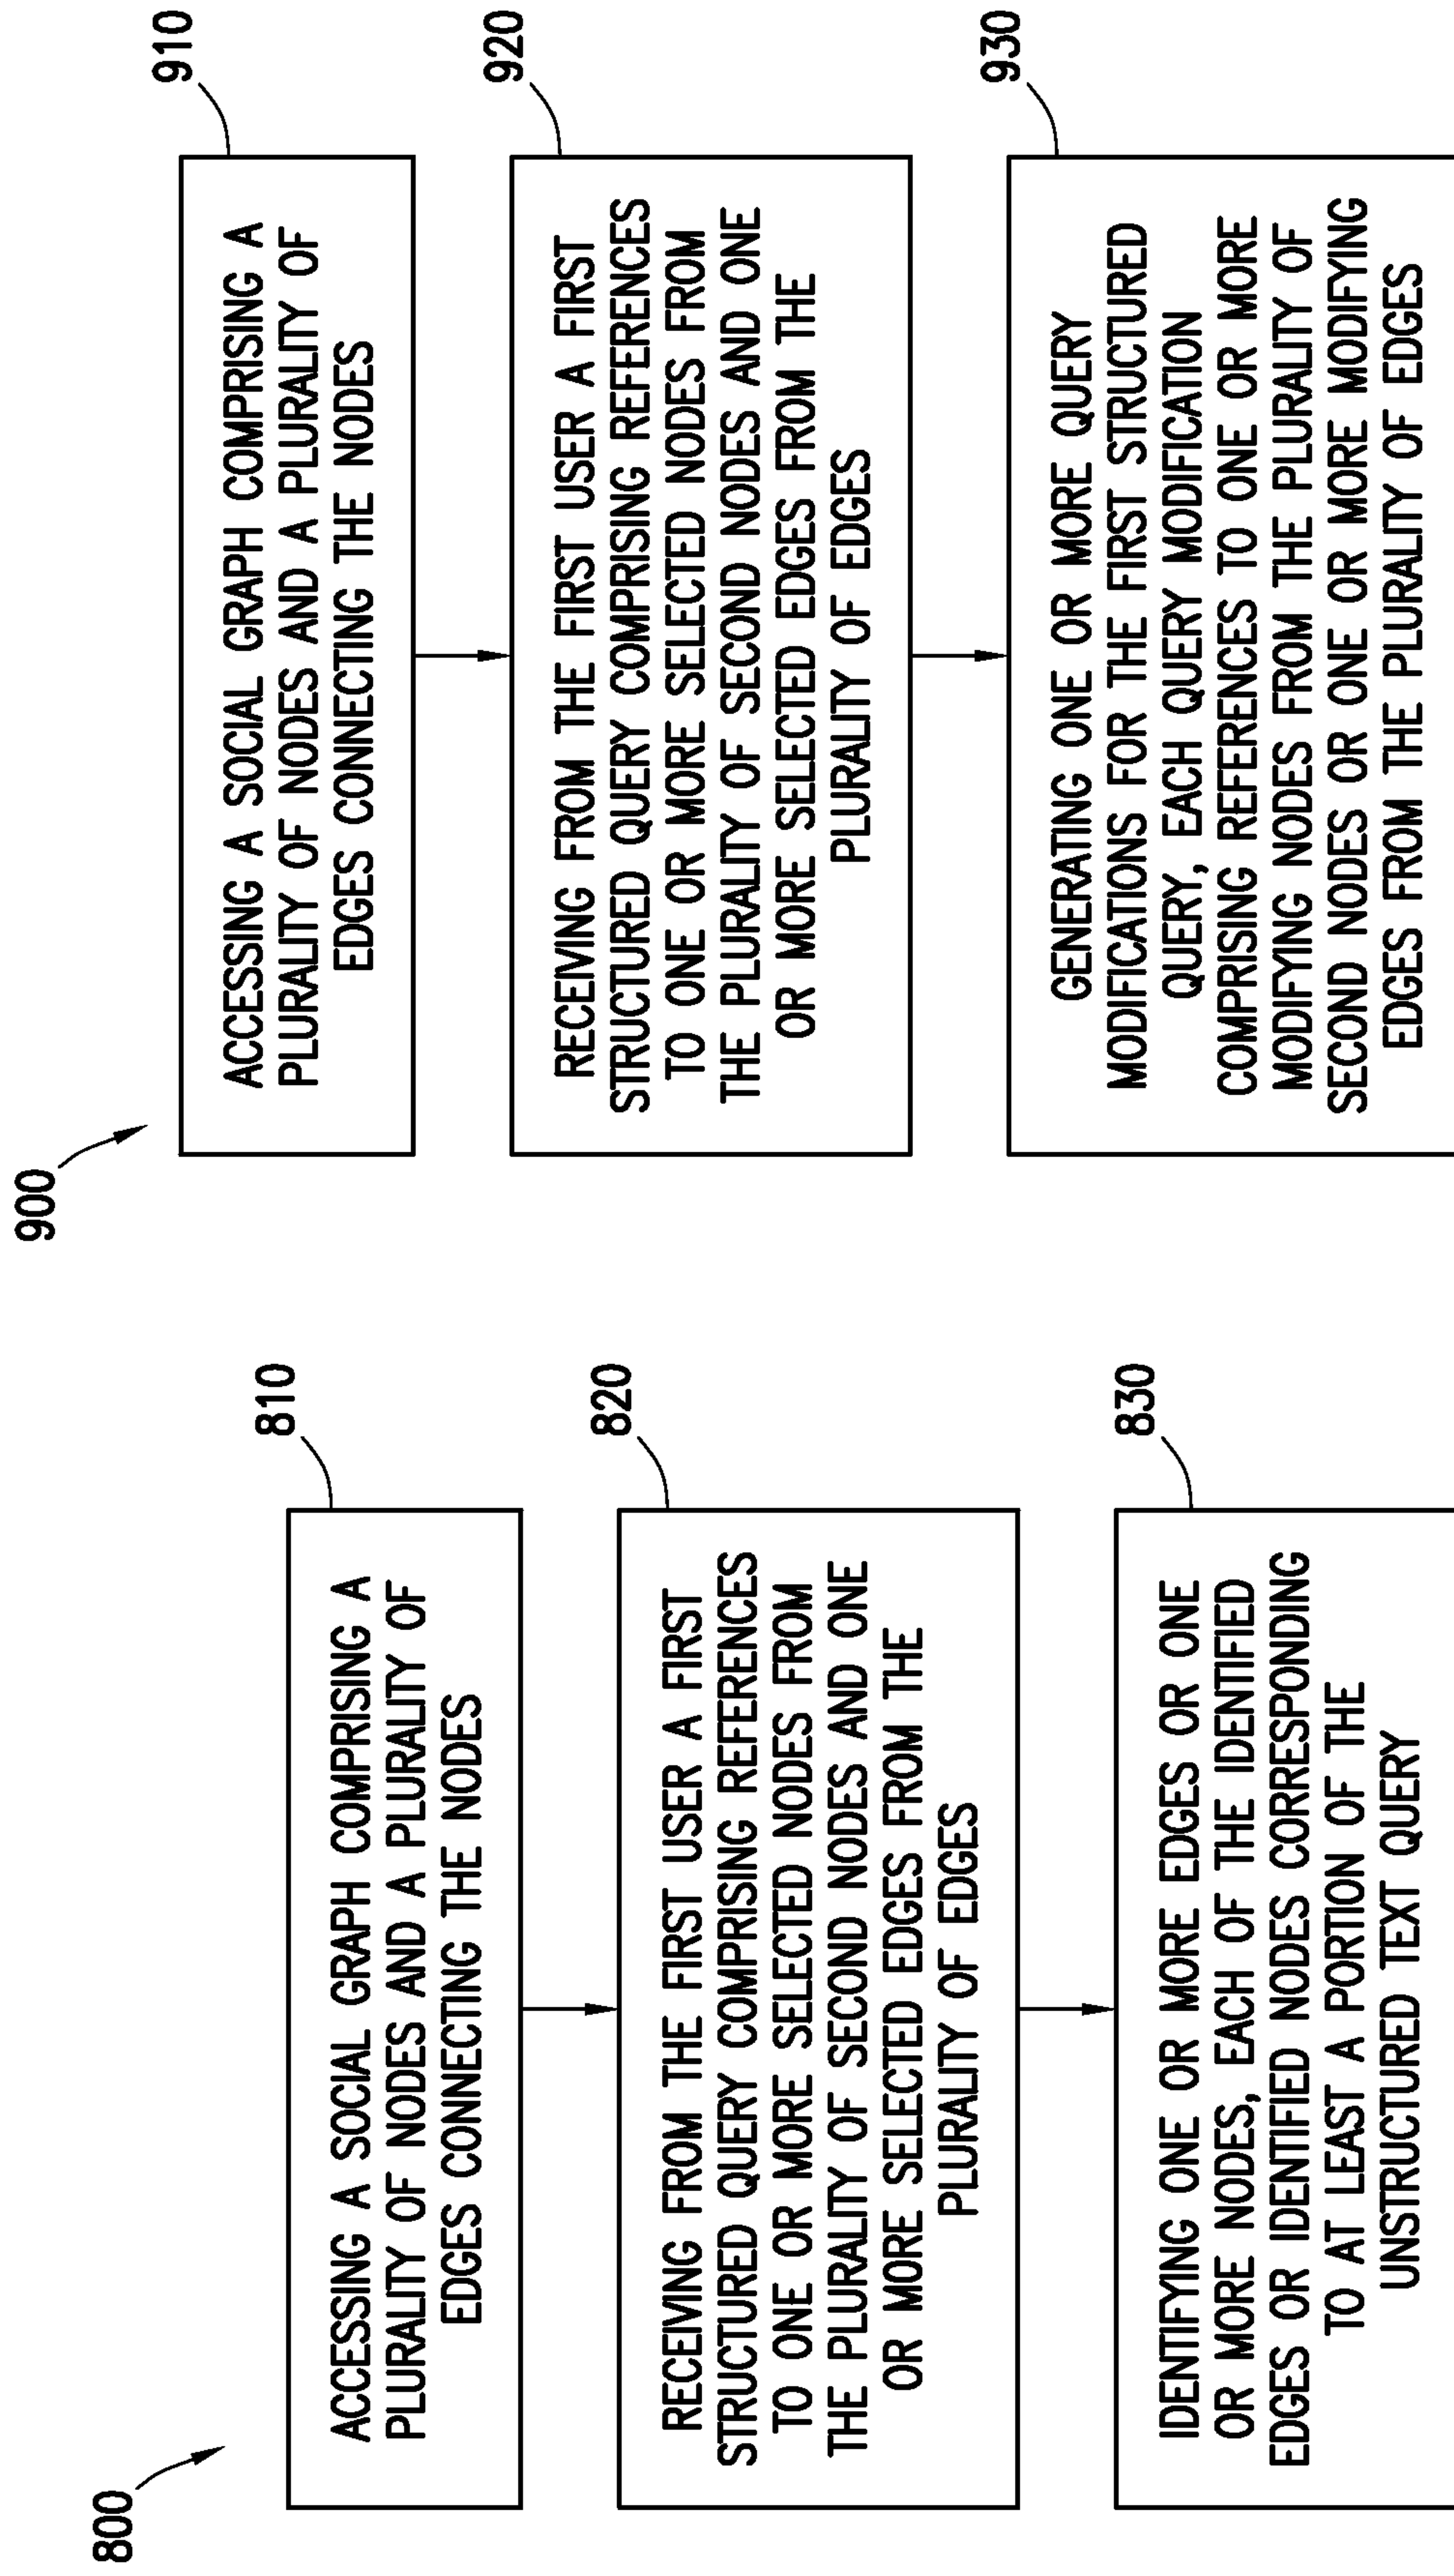 800
810
ACCESSING A SOCIAL GRAPH COMPRISING A
PLURALITY OF NODES AND A PLURALITY OF
EDGES CONNECTING THE NODES
820
RECEIVING FROM THE FIRST USER A FIRST
STRUCTURED QUERY COMPRISING REFERENCES
TO ONE OR MORE SELECTED NODES FROM
THE PLURALITY OF SECOND NODES AND ONE
OR MORE SELECTED EDGES FROM THE
PLURALITY OF EDGES
830
IDENTIFYING ONE OR MORE EDGES OR ONE
OR MORE NODES, EACH OF THE IDENTIFIED
EDGES OR IDENTIFIED NODES CORRESPONDING
TO AT LEAST A PORTION OF THE
UNSTRUCTURED TEXT QUERY
900
910
ACCESSING A SOCIAL GRAPH COMPRISING A
PLURALITY OF NODES AND A PLURALITY OF
EDGES CONNECTING THE NODES
920
RECEIVING FROM THE FIRST USER A FIRST
STRUCTURED QUERY COMPRISING REFERENCES
TO ONE OR MORE SELECTED NODES FROM
THE PLURALITY OF SECOND NODES AND ONE
OR MORE SELECTED EDGES FROM THE
PLURALITY OF EDGES
930
GENERATING ONE OR MORE QUERY
MODIFICATIONS FOR THE FIRST STRUCTURED
QUERY, EACH QUERY MODIFICATION
COMPRISING REFERENCES TO ONE OR MORE
MODIFYING NODES FROM THE PLURALITY OF
SECOND NODES OR ONE OR MORE MODIFYING
EDGES FROM THE PLURALITY OF EDGES